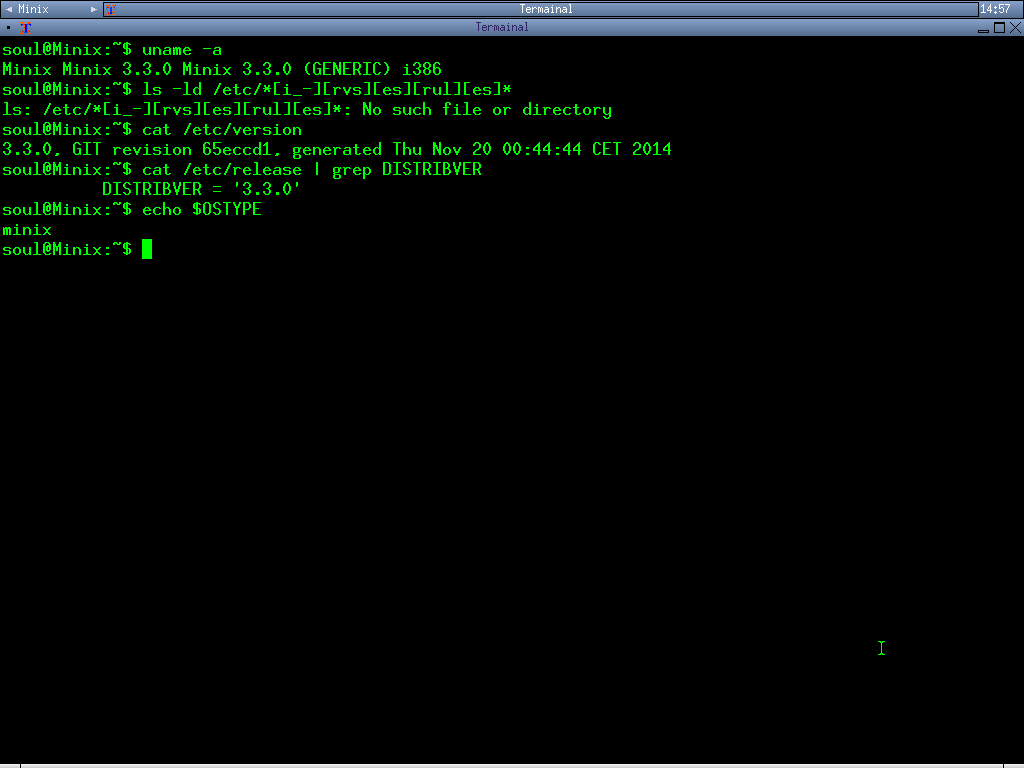 Minix Termainal 14:57
Termainal
soul@Minix:~$ uname -a
Minix Minix 3.3.0 Minix 3.3.0 (GENERIC) i386
soul@Minix:~$ ls -ld /etc/*[i_-][rvs][es][rul][es]*
ls: /etc/*[i_-][rvs][es][rul][es]*: No such file or directory
soul@Minix:~$ cat /etc/version
3.3.0, GIT revision 65eccd1, generated Thu Nov 20 00:44:44 CET 2014
soul@Minix:~$ cat /etc/release | grep DISTRIBVER
          DISTRIBVER = '3.3.0'
soul@Minix:~$ echo $OSTYPE
minix
soul@Minix:~$